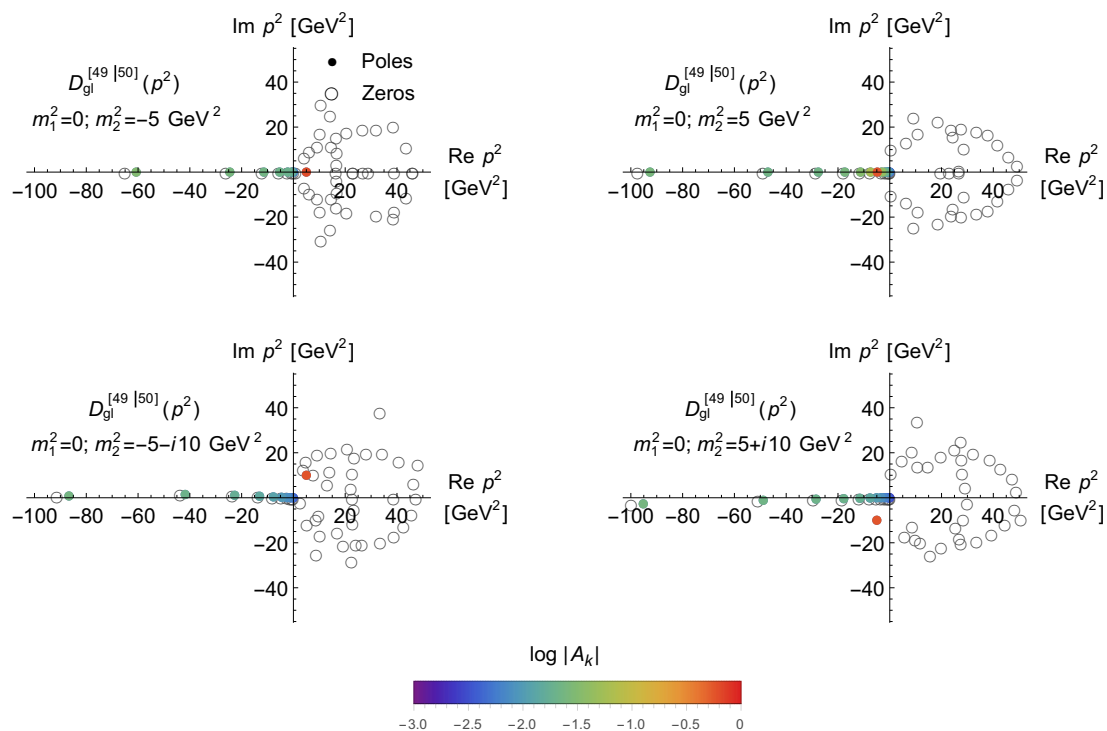 Im p² [GeV²]
D_gl^[49|50](p²)
m₁²=0; m₂²=−5 GeV²
● Poles
○ Zeros
40
20
−20
−40
−100 −80 −60 −40 −20 0 20 40
Re p²
[GeV²]
Im p² [GeV²]
D_gl^[49|50](p²)
m₁²=0; m₂²=5 GeV²
40
20
−20
−40
−100 −80 −60 −40 −20 0 20 40
Re p²
[GeV²]
Im p² [GeV²]
D_gl^[49|50](p²)
m₁²=0; m₂²=−5−i10 GeV²
40
20
−20
−40
−100 −80 −60 −40 −20 0 20 40
Re p²
[GeV²]
Im p² [GeV²]
D_gl^[49|50](p²)
m₁²=0; m₂²=5+i10 GeV²
40
20
−20
−40
−100 −80 −60 −40 −20 0 20 40
Re p²
[GeV²]
log |A_k|
−3.0 −2.5 −2.0 −1.5 −1.0 −0.5 0